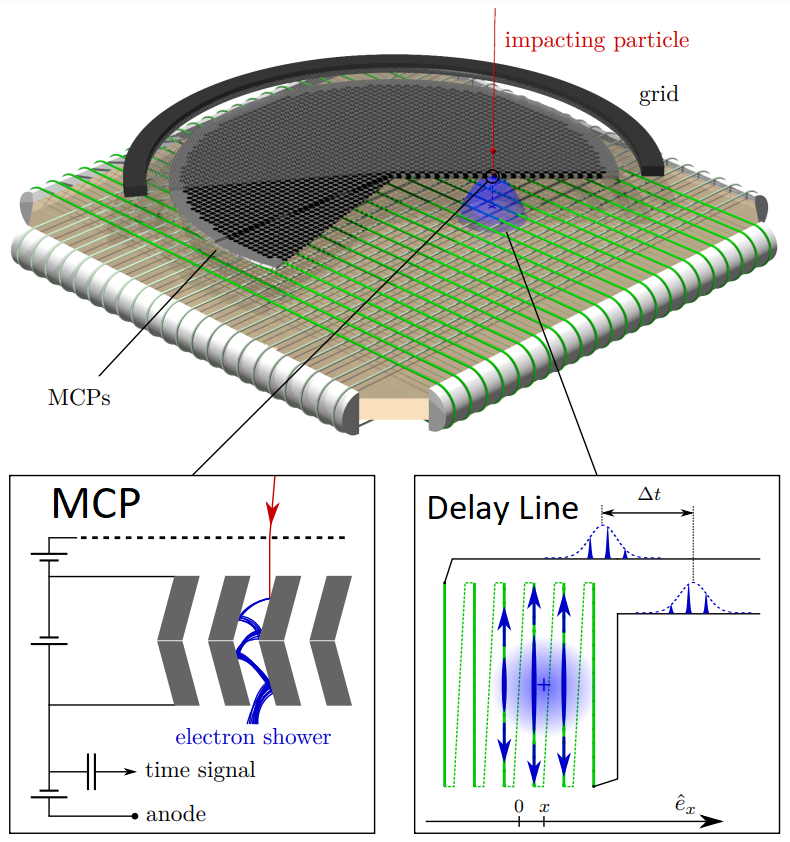 impacting particle
grid
MCPs
MCP
electron shower
time signal
anode
Delay Line
Δt
0 x
ê_x